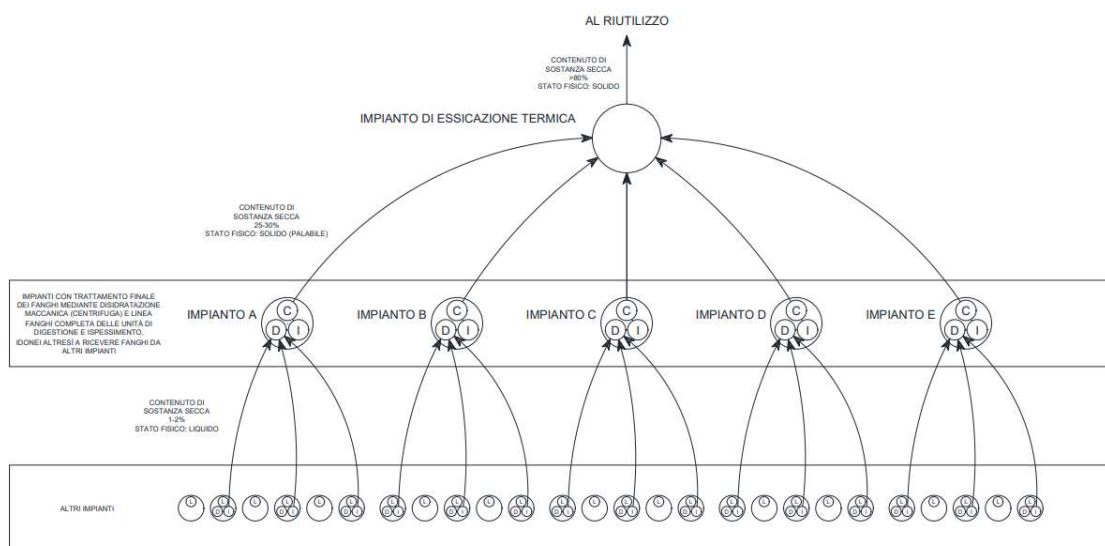 AL RIUTILIZZO
CONTENUTO DI
SOSTANZA SECCA
>80%
STATO FISICO: SOLIDO
IMPIANTO DI ESSICAZIONE TERMICA
CONTENUTO DI
SOSTANZA SECCA
25-30%
STATO FISICO: SOLIDO (PALABILE)
IMPIANTI CON TRATTAMENTO FINALE
DEI FANGHI MEDIANTE DISIDRATAZIONE
MACCANICA (CENTRIFUGA) E LINEA
FANGHI COMPLETA DELLE UNITÀ DI
DIGESTIONE E ISPESSIMENTO,
IDONEI ALTRESÌ A RICEVERE FANGHI DA
ALTRI IMPIANTI
IMPIANTO A
C
D I
IMPIANTO B
C
D I
IMPIANTO C
C
D I
IMPIANTO D
C
D I
IMPIANTO E
C
D I
CONTENUTO DI
SOSTANZA SECCA
1-2%
STATO FISICO: LIQUIDO
ALTRI IMPIANTI
L L L L L L L L L L L L L L L L L L L L L L L L L L L
D I D I D I D I D I D I D I D I D I D I D I D I D I D I D I